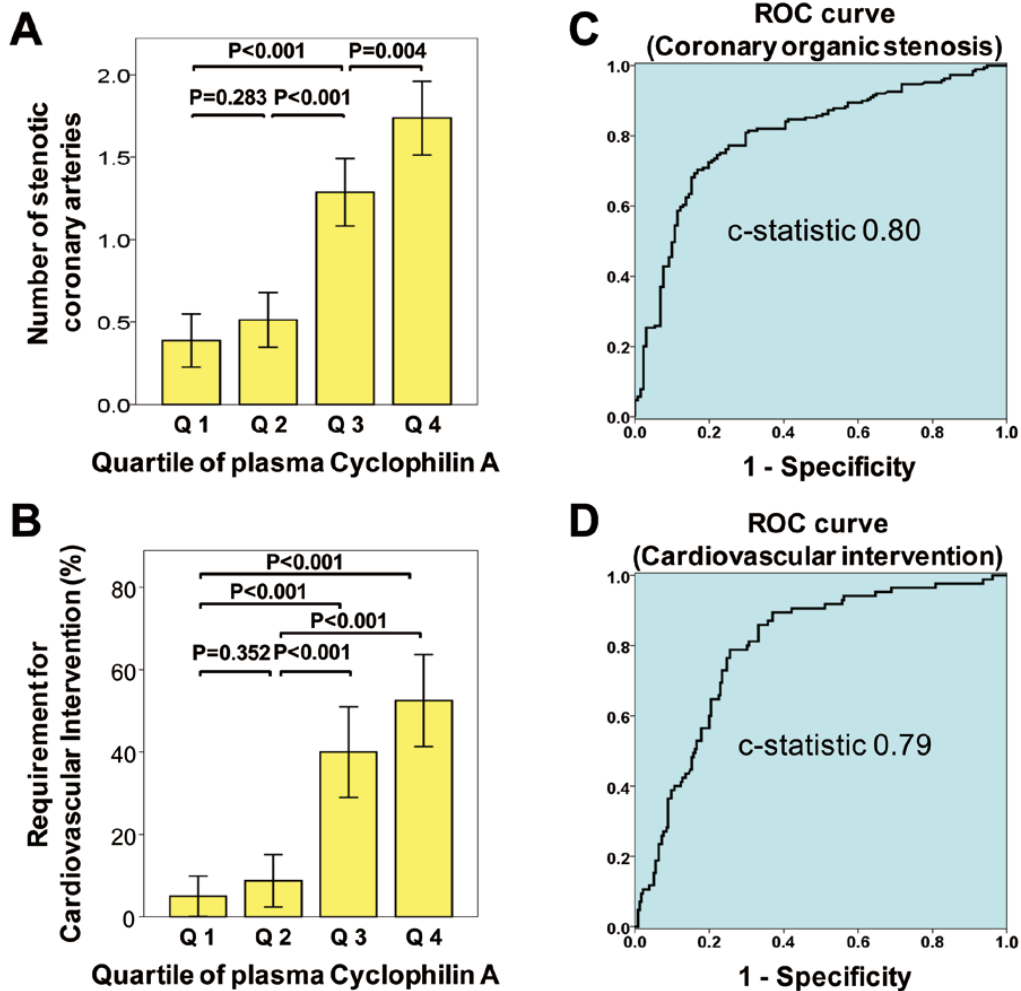 A
P<0.001
P=0.004
P=0.283
P<0.001
Number of stenotic
coronary arteries
2.0
1.5
1.0
0.5
0.0
Q 1
Q 2
Q 3
Q 4
Quartile of plasma Cyclophilin A
C
ROC curve
(Coronary organic stenosis)
1.0
0.8
0.6
0.4
0.2
0.0
c-statistic 0.80
0.0
0.2
0.4
0.6
0.8
1.0
1 - Specificity
B
P<0.001
P<0.001
P<0.001
P=0.352
P<0.001
Requirement for
Cardiovascular Intervention (%)
80
60
40
20
0
Q 1
Q 2
Q 3
Q 4
Quartile of plasma Cyclophilin A
D
ROC curve
(Cardiovascular intervention)
1.0
0.8
0.6
0.4
0.2
0.0
c-statistic 0.79
0.0
0.2
0.4
0.6
0.8
1.0
1 - Specificity